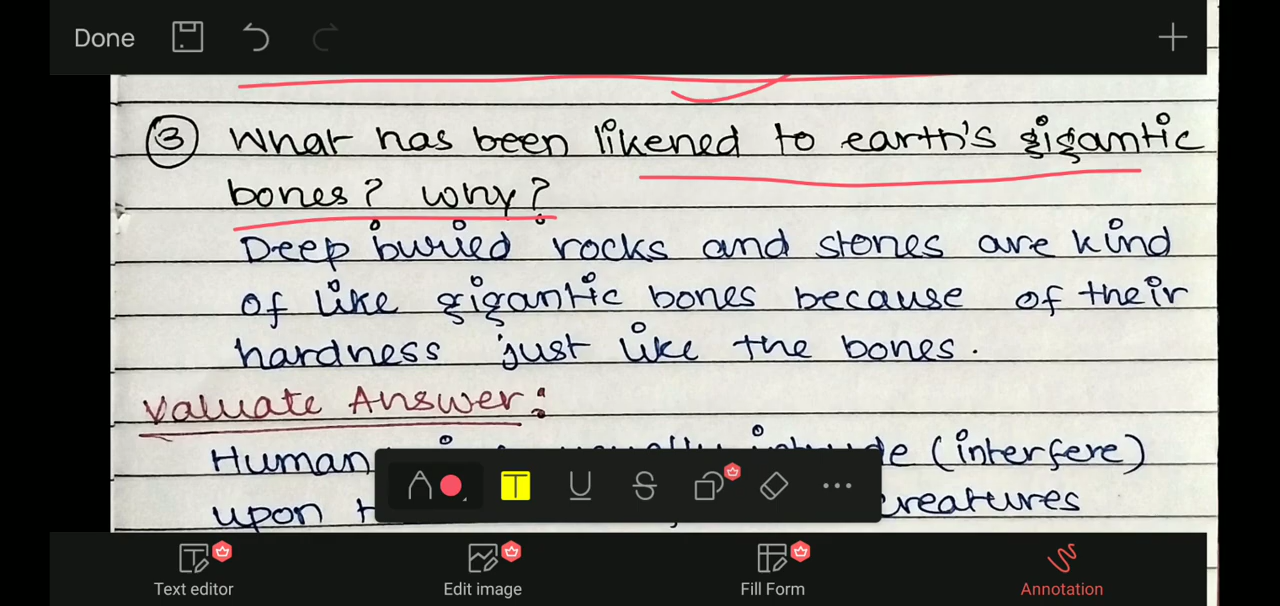 Done
③ What has been likened to earth's gigantic
bones? Why?
Deep buried rocks and stones are kind
of like gigantic bones because of their
hardness just like the bones.
Valuate Answer:
Human (interfere)
upon creatures
Text editor
Edit image
Fill Form
Annotation